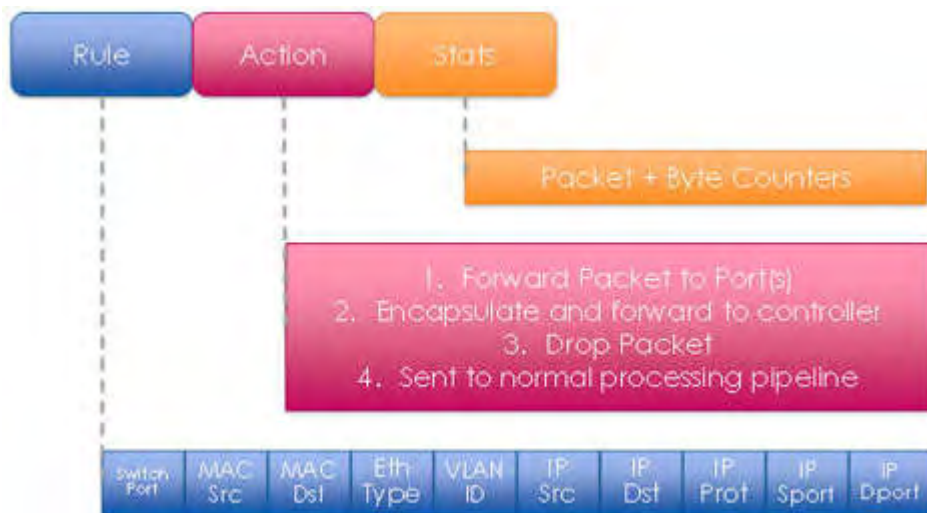 Rule Action Stats
Packet + Byte Counters
1. Forward Packet to Port(s)
2. Encapsulate and forward to controller
3. Drop Packet
4. Sent to normal processing pipeline
Switch Port
MAC Src
MAC Dst
Eth Type
VLAN ID
IP Src
IP Dst
IP Prot
IP Sport
IP Dport